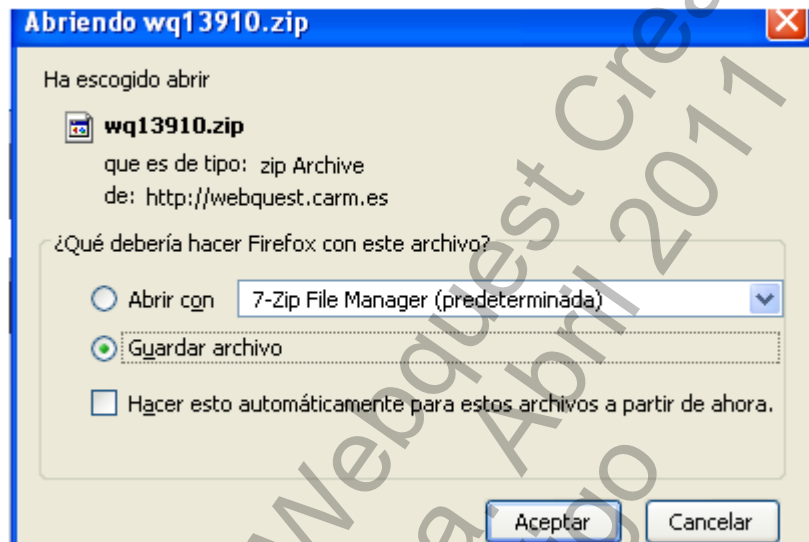 Abriendo wq13910.zip
Ha escogido abrir
wq13910.zip
que es de tipo: zip Archive
de: http://webquest.carm.es
¿Qué debería hacer Firefox con este archivo?
Abrir con 7-Zip File Manager (predeterminada)
Guardar archivo
Hacer esto automáticamente para estos archivos a partir de ahora.
Aceptar Cancelar
Webquest Crea
Abril 2011